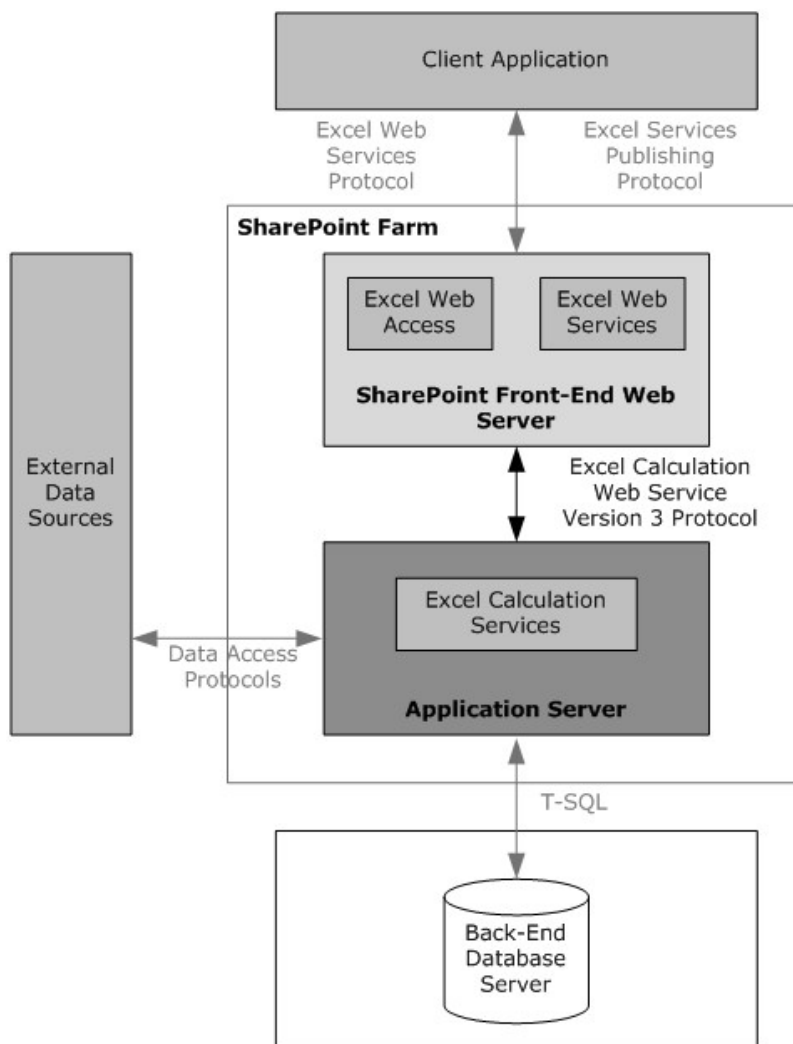 Client Application
Excel Web
Services
Protocol
Excel Services
Publishing
Protocol
SharePoint Farm
Excel Web
Access
Excel Web
Services
SharePoint Front-End Web
Server
External
Data
Sources
Excel Calculation
Web Service
Version 3 Protocol
Excel Calculation
Services
Data Access
Protocols
Application Server
T-SQL
Back-End
Database
Server